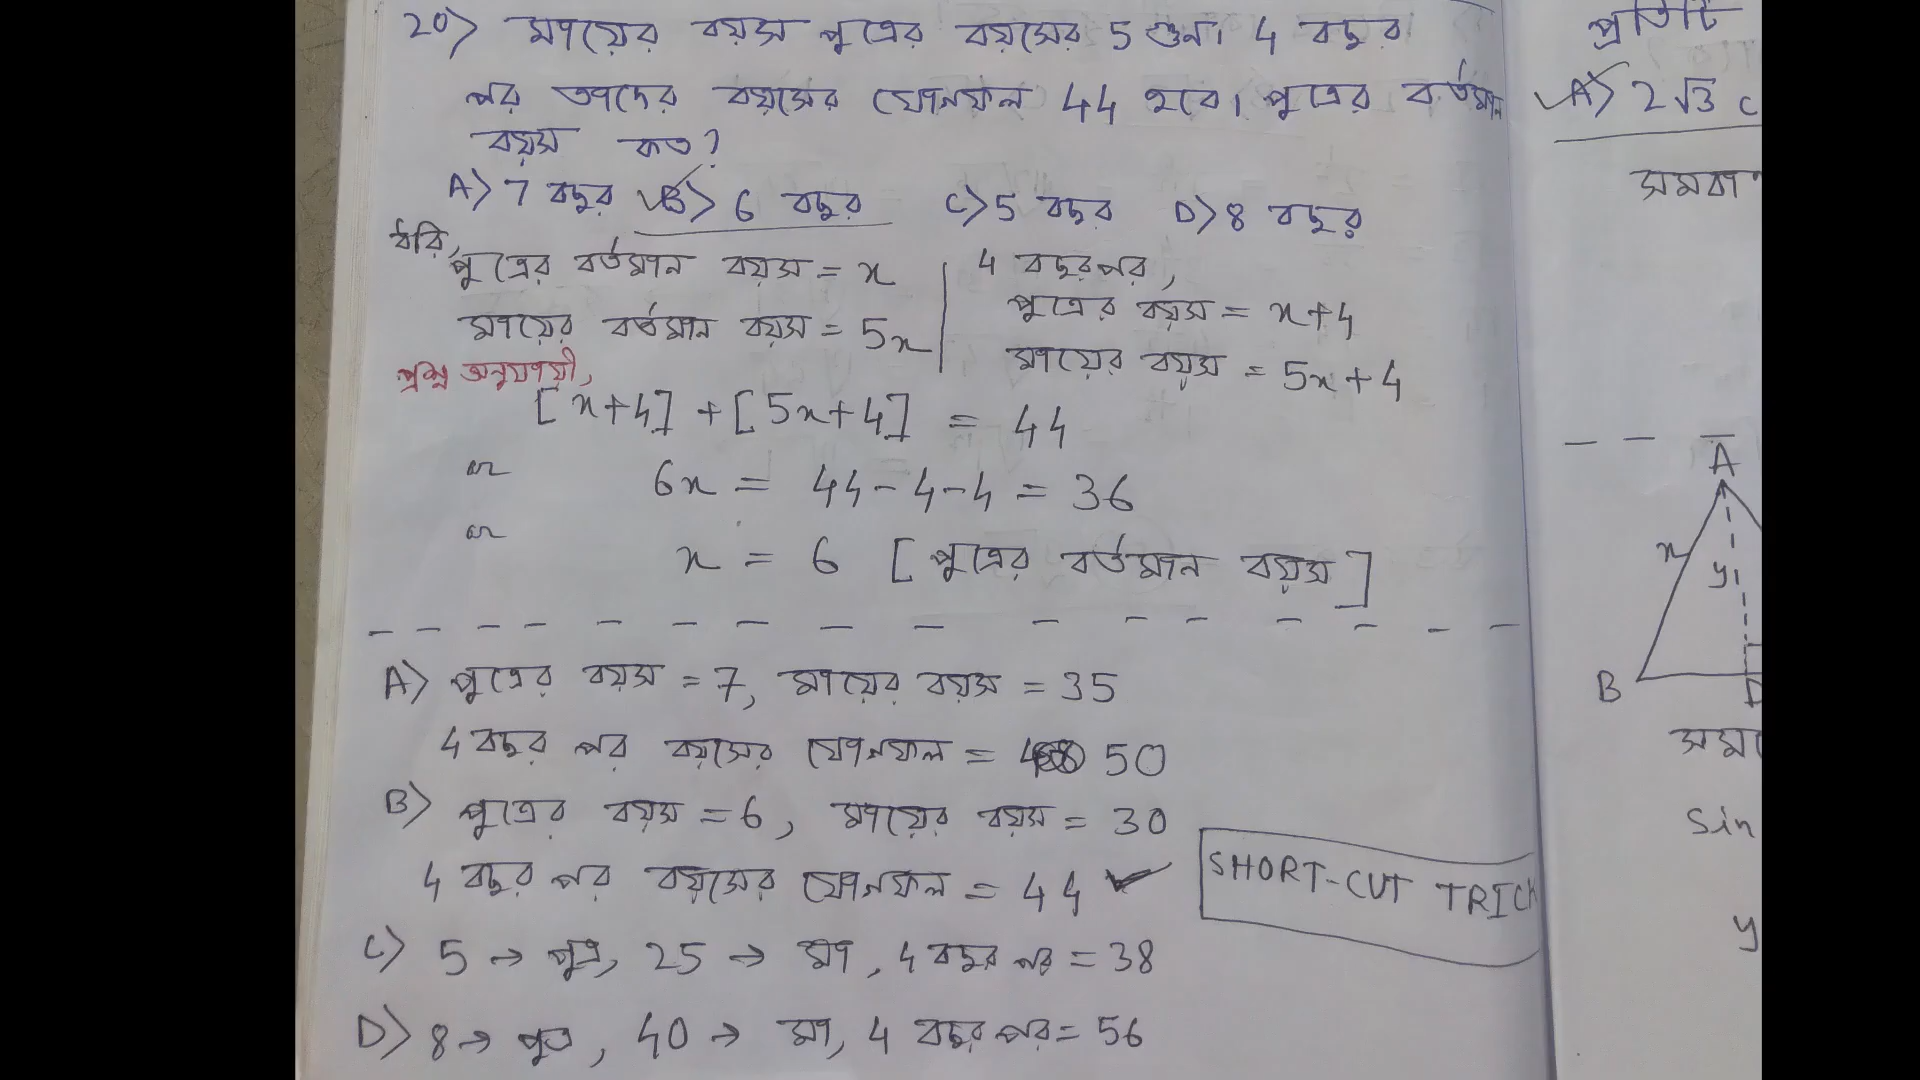 20> মায়ের বয়স পুত্রের বয়সের 5 গুন। 4 বছর
পর তাদের বয়সের যোগফল 44 হবে। পুত্রের বর্তমান
বয়স কত?
A> 7 বছর B> 6 বছর C> 5 বছর D> 8 বছর
ধরি,
পুত্রের বর্তমান বয়স = x
মায়ের বর্তমান বয়স = 5x
4 বছর পর,
পুত্রের বয়স = x+4
মায়ের বয়স = 5x+4
প্রশ্ন অনুযায়ী,
[x+4] + [5x+4] = 44
or 6x = 44-4-4 = 36
or x = 6 [পুত্রের বর্তমান বয়স]
A> পুত্রের বয়স = 7, মায়ের বয়স = 35
4 বছর পর বয়সের যোগফল = 50
B> পুত্রের বয়স = 6, মায়ের বয়স = 30
4 বছর পর বয়সের যোগফল = 44 ✓
SHORT-CUT TRICK
C> 5 → পুত্র, 25 → মা, 4 বছর পর = 38
D> 8 → পুত্র, 40 → মা, 4 বছর পর = 56
প্রতিটি
A> 2√3 c
সমবা
A
x
y
B
D
সম
sin
y